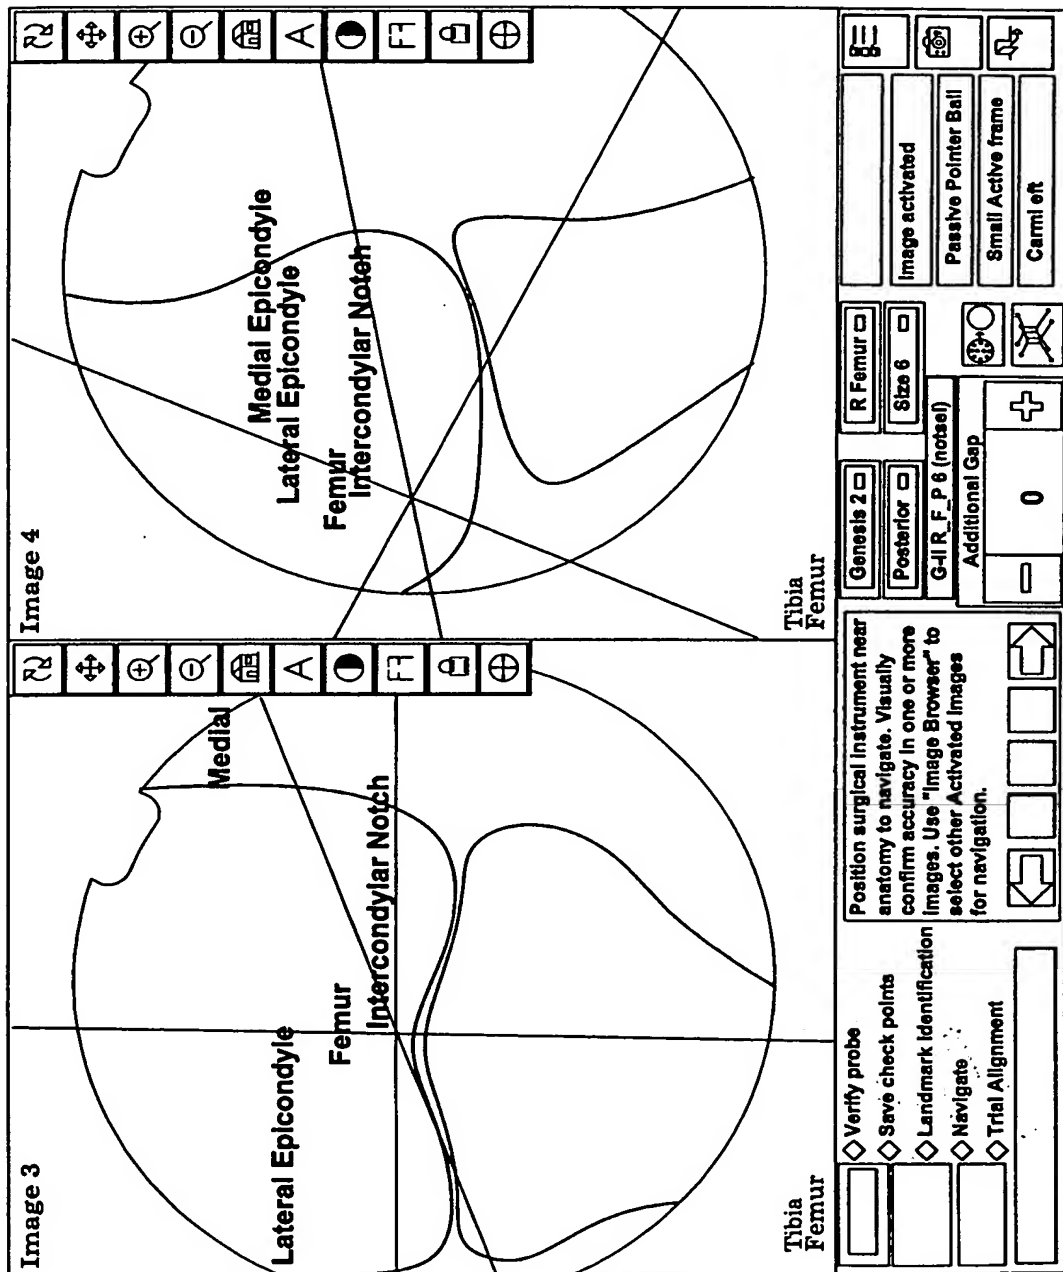 Image 3
Lateral Epicondyle
Medial
Femur
Intercondylar Notch
Tibia
Femur
A
Image 4
Medial Epicondyle
Lateral Epicondyle
Femur
Intercondylar Notch
Tibia
Femur
A
Verify probe
Save check points
Landmark Identification
Navigate
Trial Alignment
Position surgical instrument near
anatomy to navigate. Visually
confirm accuracy in one or more
images. Use "Image Browser" to
select other Activated Images
for navigation.
Genesis 2
R Femur
Posterior
Size 6
G-II R_F_P 6 (notsel)
Additional Gap
0
Image activated
Passive Pointer Ball
Small Active frame
Carml eft